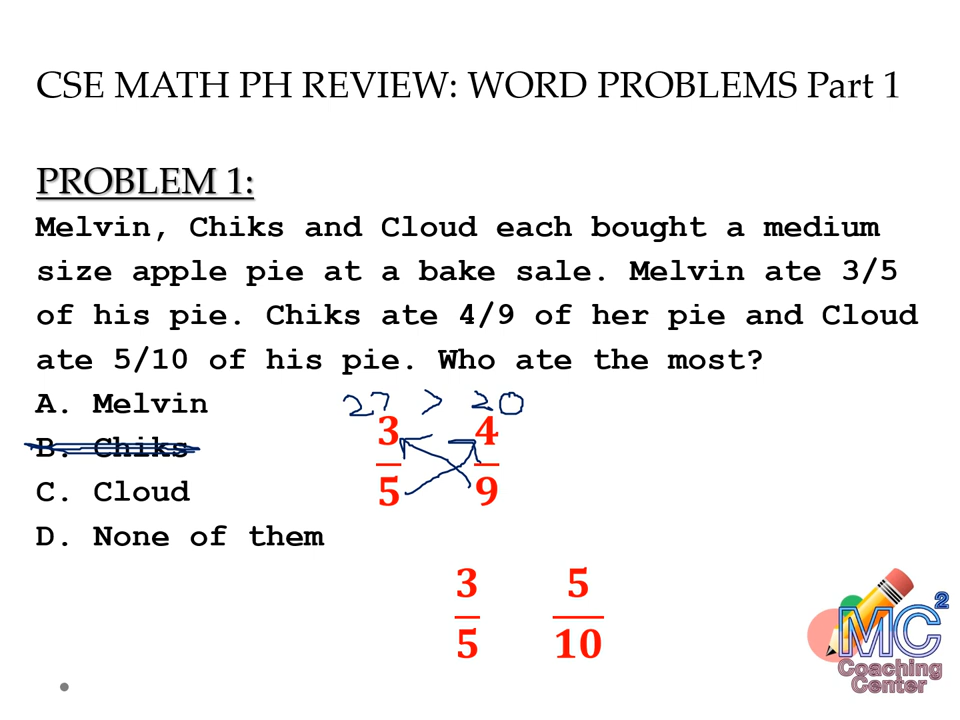 CSE MATH PH REVIEW: WORD PROBLEMS Part 1
PROBLEM 1:
Melvin, Chiks and Cloud each bought a medium
size apple pie at a bake sale. Melvin ate 3/5
of his pie. Chiks ate 4/9 of her pie and Cloud
ate 5/10 of his pie. Who ate the most?
A. Melvin
27 > 20
B. Chiks
3/5 4/9
C. Cloud
D. None of them
3/5 5/10
MC2
Coaching
Center